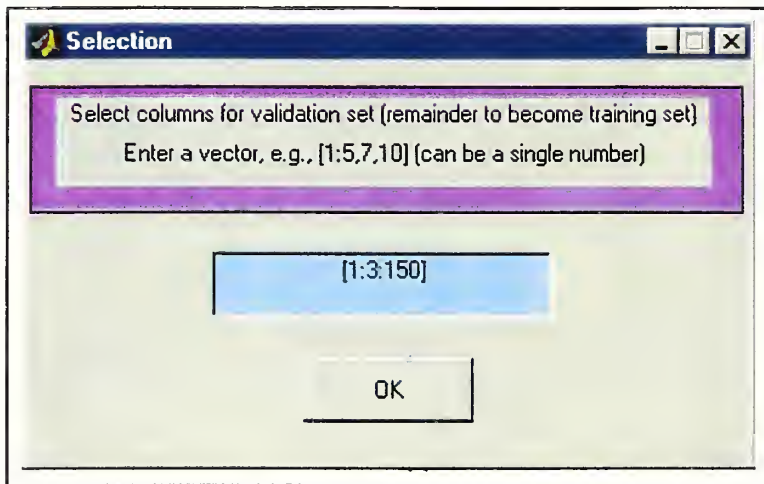 Selection
Select columns for validation set (remainder to become training set)
Enter a vector, e.g., [1:5,7,10] (can be a single number)
[1:3:150]
OK